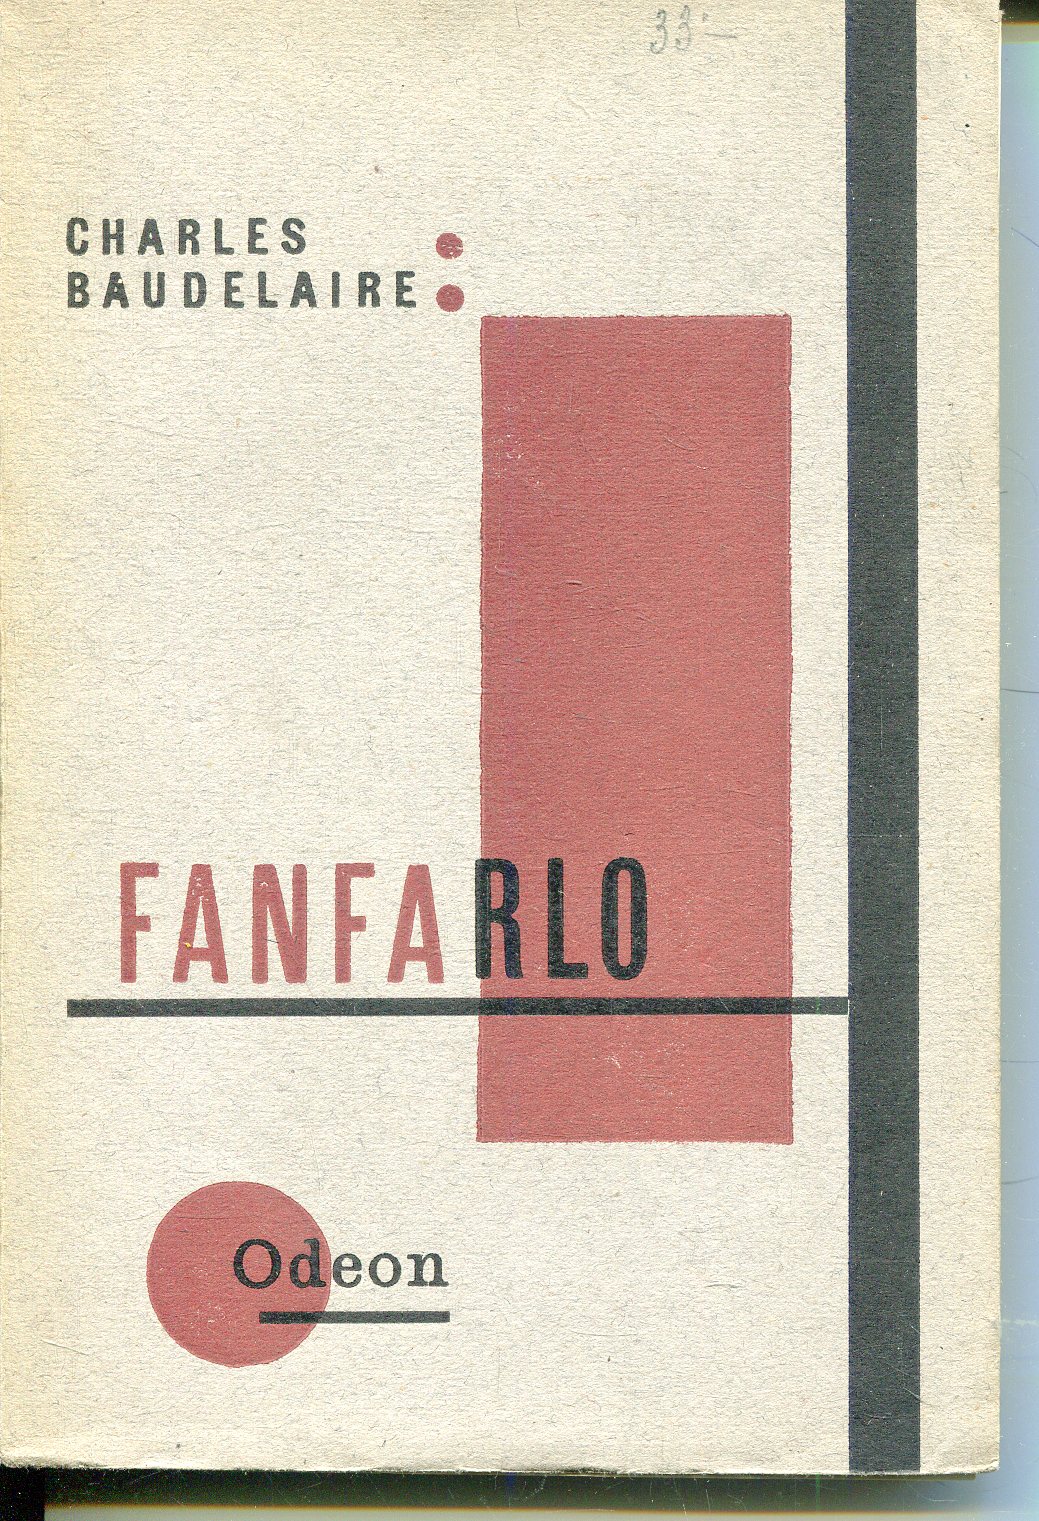 33·—
CHARLES
BAUDELAIRE:
FANFARLO
Odeon